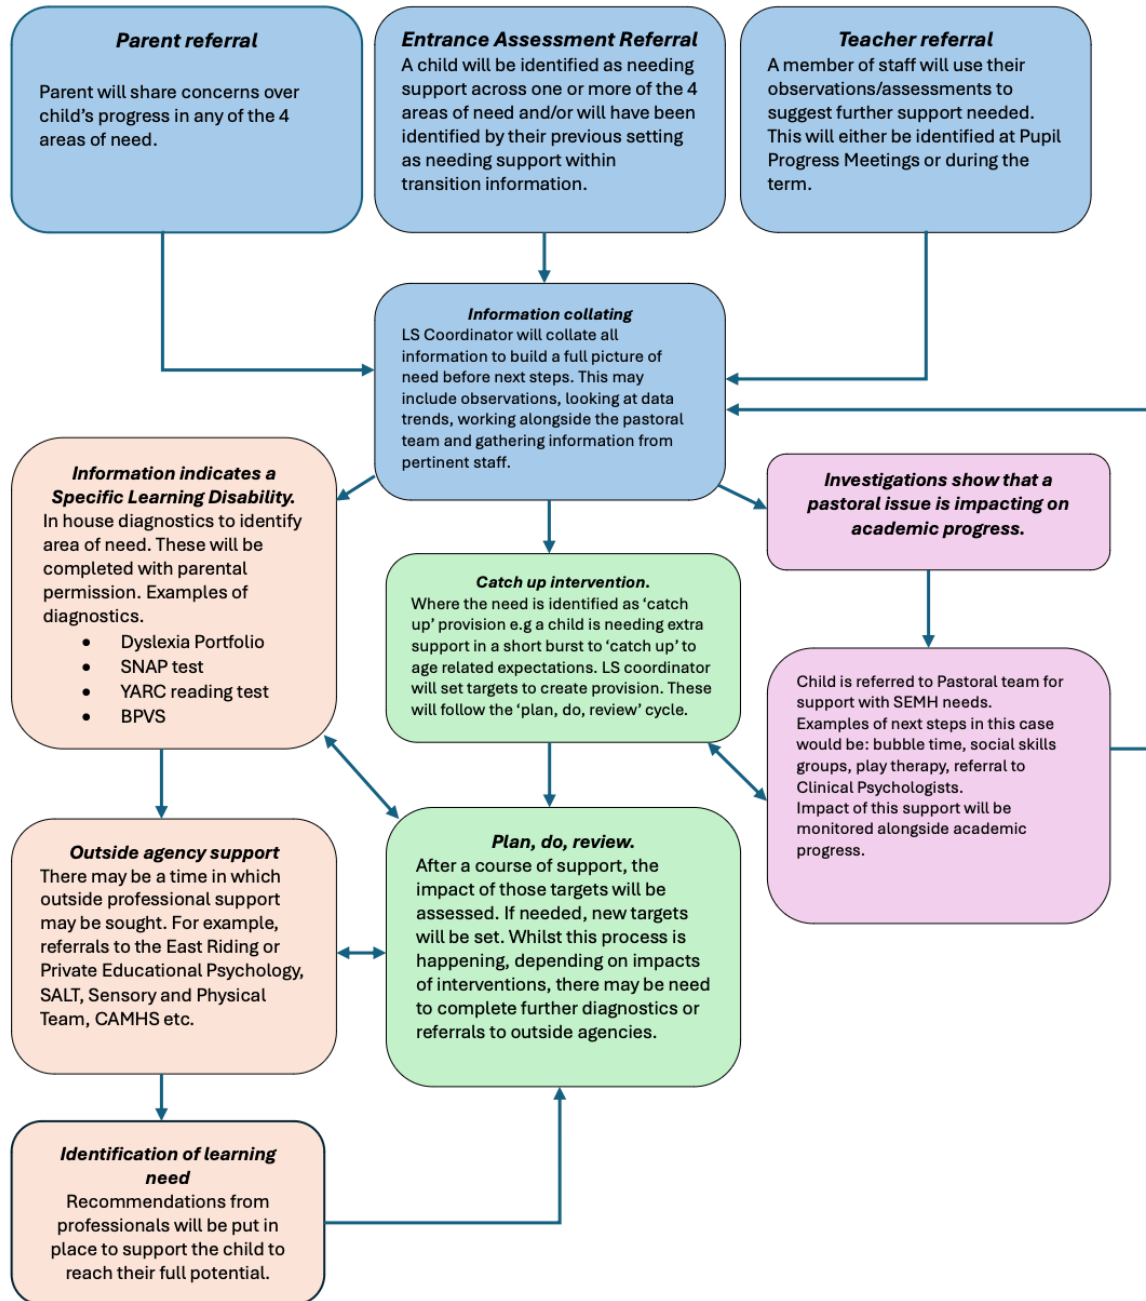 Parent referral
Parent will share concerns over
child's progress in any of the 4
areas of need.
Entrance Assessment Referral
A child will be identified as needing
support across one or more of the 4
areas of need and/or will have been
identified by their previous setting
as needing support within
transition information.
Teacher referral
A member of staff will use their
observations/assessments to
suggest further support needed.
This will either be identified at Pupil
Progress Meetings or during the
term.
Information collating
LS Coordinator will collate all
information to build a full picture of
need before next steps. This may
include observations, looking at data
trends, working alongside the pastoral
team and gathering information from
pertinent staff.
Information indicates a
Specific Learning Disability.
In house diagnostics to identify
area of need. These will be
completed with parental
permission. Examples of
diagnostics.
• Dyslexia Portfolio
• SNAP test
• YARC reading test
• BPVS
Catch up intervention.
Where the need is identified as ‘catch
up’ provision e.g a child is needing extra
support in a short burst to ‘catch up’ to
age related expectations. LS coordinator
will set targets to create provision. These
will follow the ‘plan, do, review’ cycle.
Investigations show that a
pastoral issue is impacting on
academic progress.
Child is referred to Pastoral team for
support with SEMH needs.
Examples of next steps in this case
would be: bubble time, social skills
groups, play therapy, referral to
Clinical Psychologists.
Impact of this support will be
monitored alongside academic
progress.
Outside agency support
There may be a time in which
outside professional support
may be sought. For example,
referrals to the East Riding or
Private Educational Psychology,
SALT, Sensory and Physical
Team, CAMHS etc.
Plan, do, review.
After a course of support, the
impact of those targets will be
assessed. If needed, new targets
will be set. Whilst this process is
happening, depending on impacts
of interventions, there may be need
to complete further diagnostics or
referrals to outside agencies.
Identification of learning
need
Recommendations from
professionals will be put in
place to support the child to
reach their full potential.